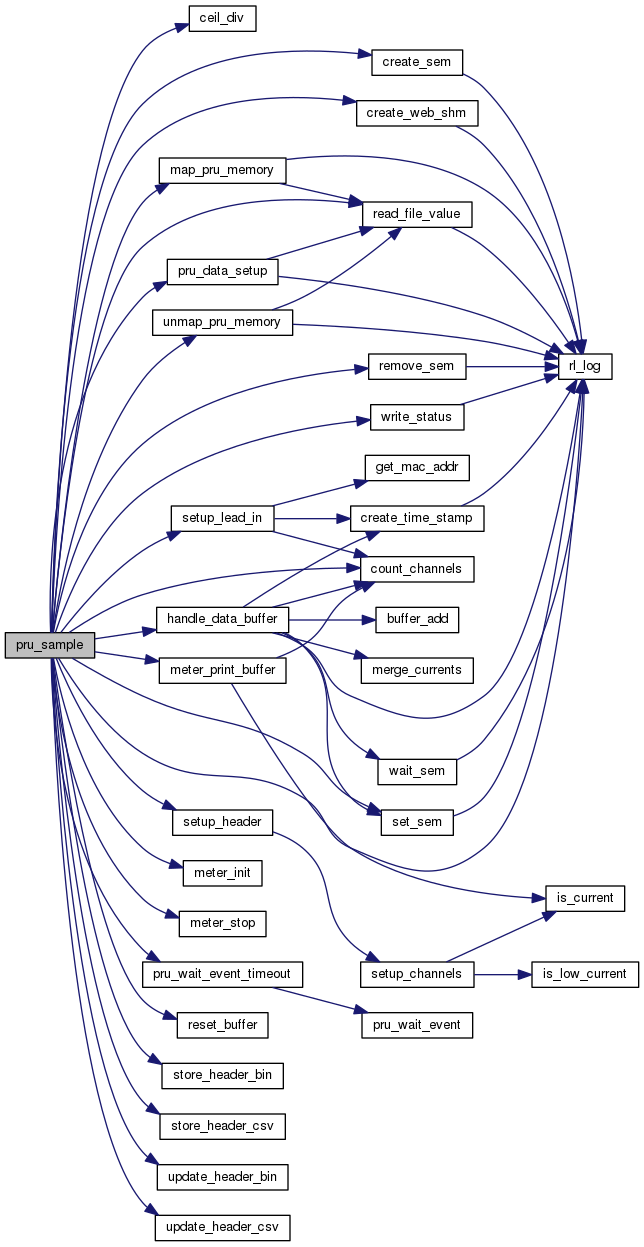 ceil_div
create_sem
create_web_shm
map_pru_memory
read_file_value
pru_data_setup
unmap_pru_memory
remove_sem
rl_log
write_status
get_mac_addr
setup_lead_in
create_time_stamp
count_channels
handle_data_buffer
buffer_add
pru_sample
meter_print_buffer
merge_currents
wait_sem
setup_header
set_sem
meter_init
is_current
meter_stop
pru_wait_event_timeout
setup_channels
is_low_current
reset_buffer
pru_wait_event
store_header_bin
store_header_csv
update_header_bin
update_header_csv